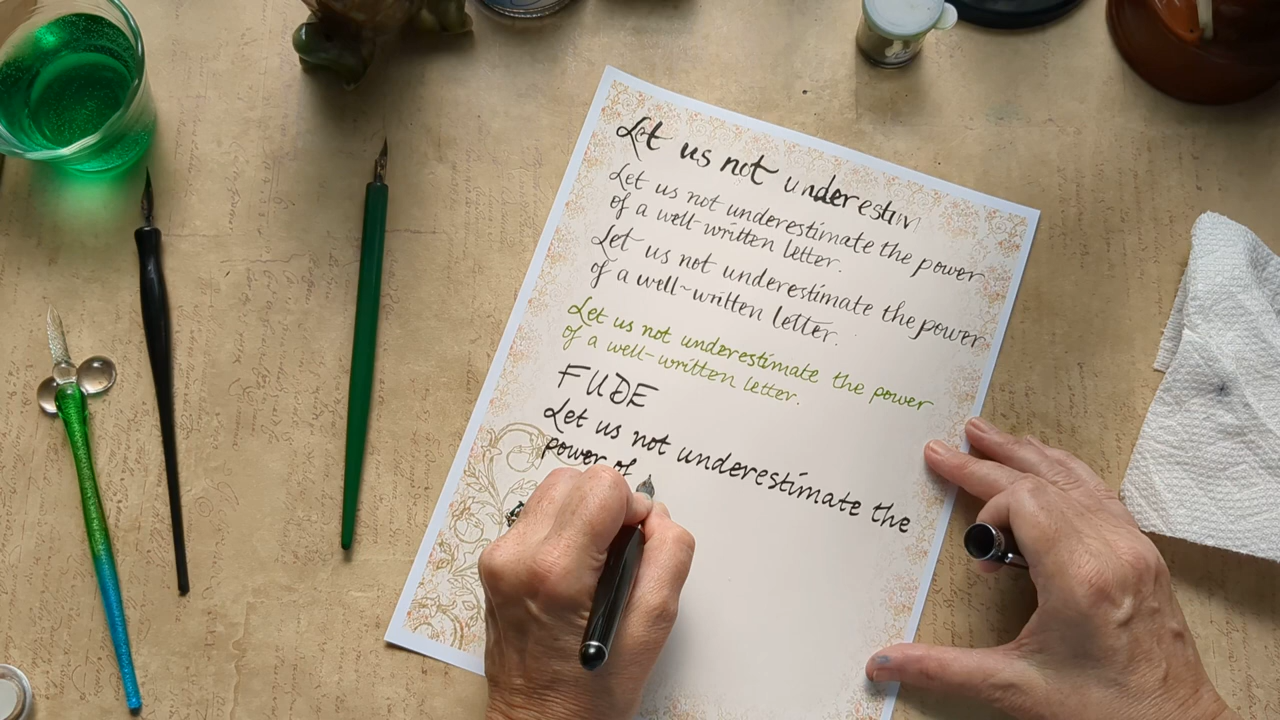 Let us not underestim
Let us not underestimate the power
of a well-written letter.
Let us not underestimate the power
of a well-written letter.
Let us not underestimate the power
of a well-written letter.
FUDE
Let us not underestimate the
power of